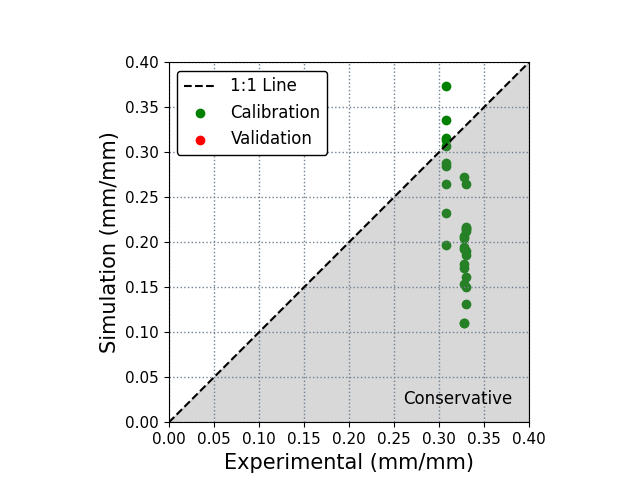 0.40
0.35
0.30
0.25
0.20
0.15
0.10
0.05
0.00
Simulation (mm/mm)
1:1 Line
Calibration
Validation
Conservative
0.00 0.05 0.10 0.15 0.20 0.25 0.30 0.35 0.40
Experimental (mm/mm)